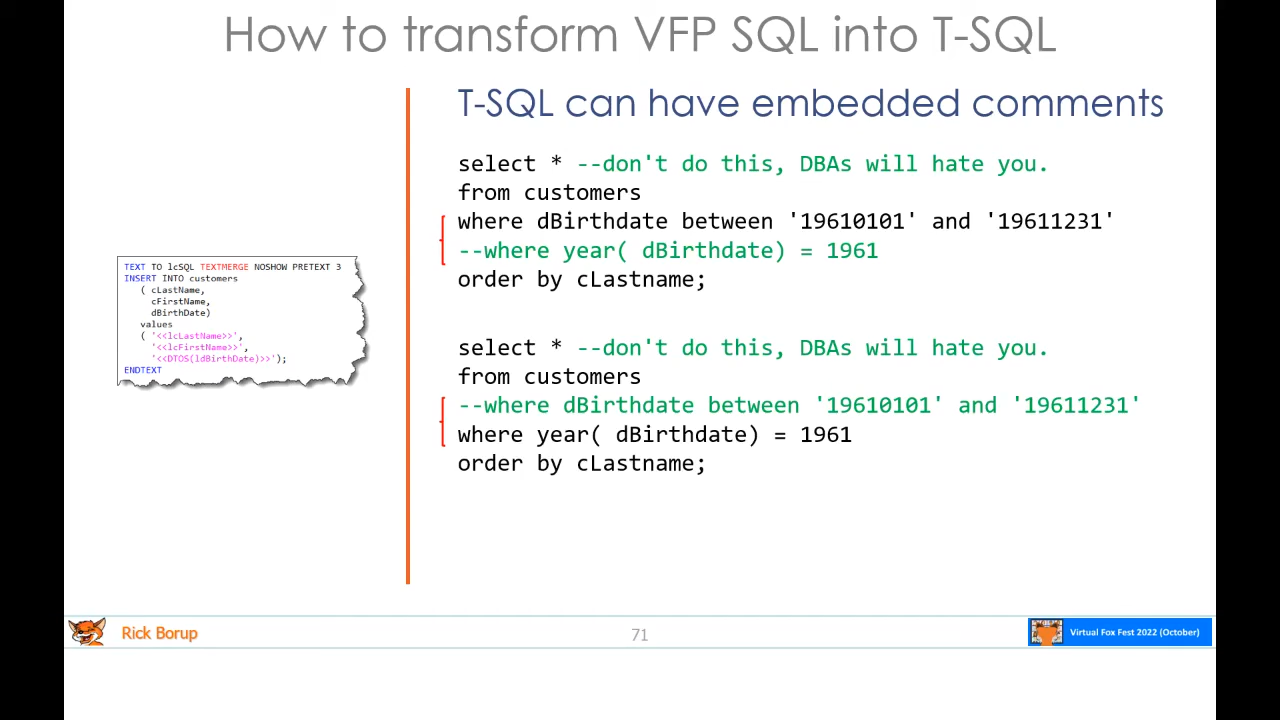 How to transform VFP SQL into T-SQL
T-SQL can have embedded comments
select * --don't do this, DBAs will hate you.
from customers
where dBirthdate between '19610101' and '19611231'
--where year( dBirthdate) = 1961
order by cLastname;
select * --don't do this, DBAs will hate you.
from customers
--where dBirthdate between '19610101' and '19611231'
where year( dBirthdate) = 1961
order by cLastname;
TEXT TO lcSQL TEXTMERGE NOSHOW PRETEXT 3
INSERT INTO customers
( cLastName,
cFirstName,
dBirthDate)
values
( '<<lcLastName>>',
'<<lcFirstName>>',
'<<DTOS(ldBirthDate)>>');
ENDTEXT
Rick Borup
71
Virtual Fox Fest 2022 (October)